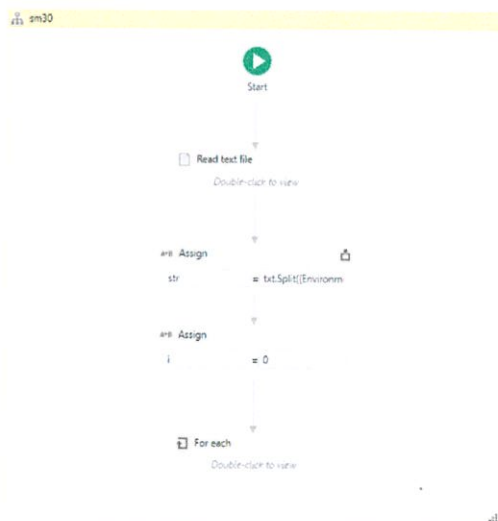 sm30
Start
Read text file
Double-click to view
A+B Assign
str = txt.Split({Environm
A+B Assign
i = 0
For each
Double-click to view